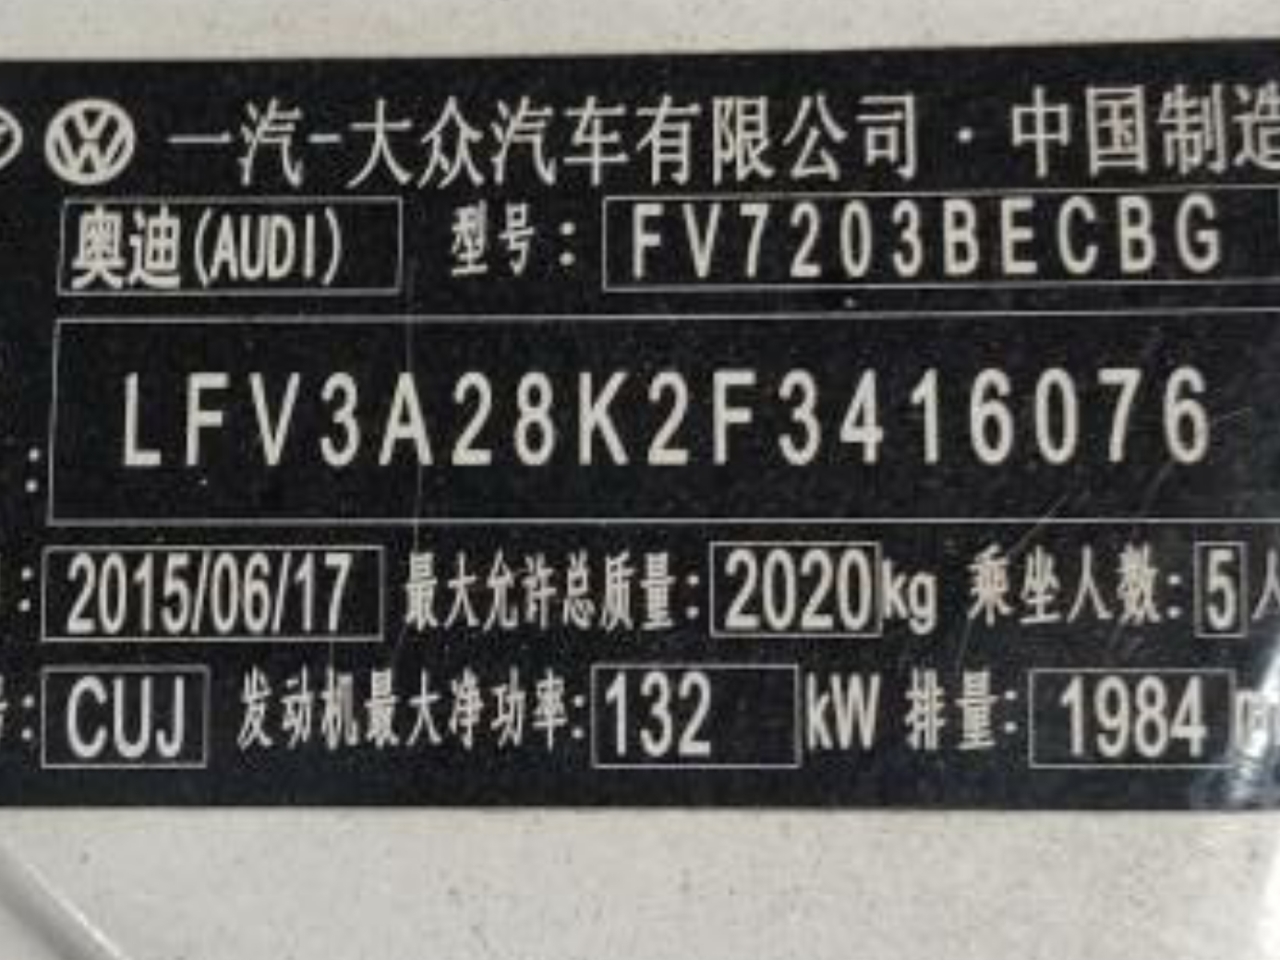 一汽-大众汽车有限公司·中国制造
奥迪(AUDI) 型号: FV7203BECBG
: LFV3A28K2F3416076
: 2015/06/17 最大允许总质量: 2020kg 乘坐人数: 5人
号: CUJ 发动机最大净功率: 132 kW 排量: 1984